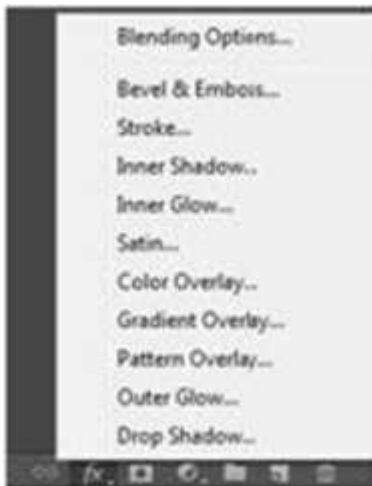 Blending Options...
Bevel & Emboss...
Stroke...
Inner Shadow...
Inner Glow...
Satin...
Color Overlay...
Gradient Overlay...
Pattern Overlay...
Outer Glow...
Drop Shadow...
fx